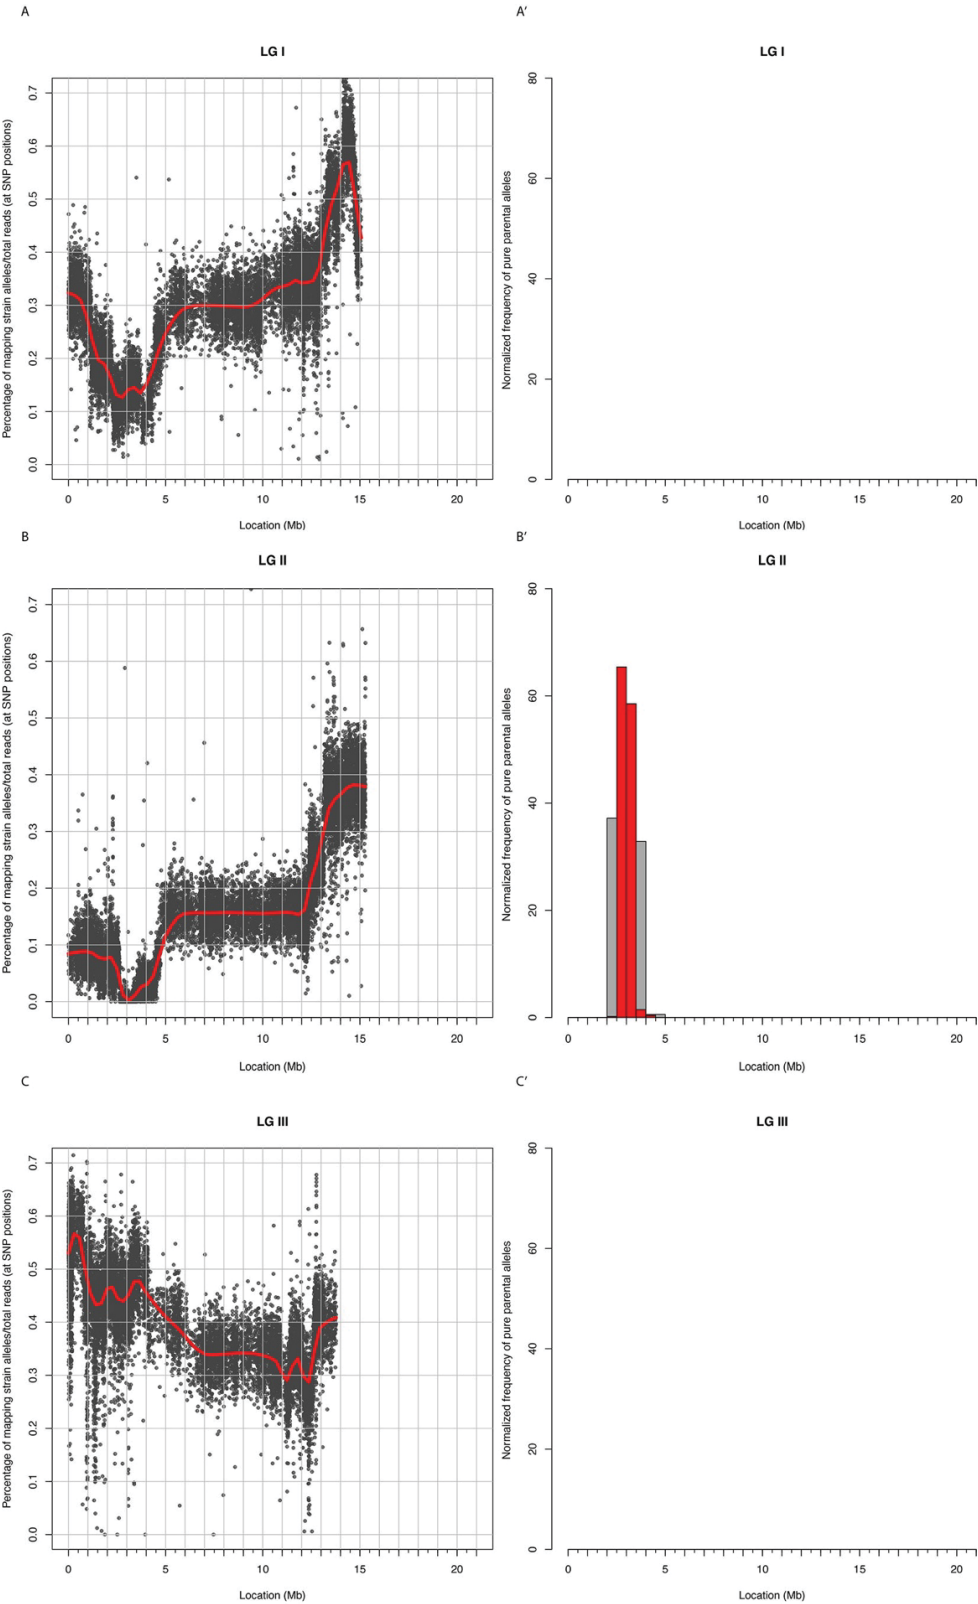 A
A′
LG I
LG I
Percentage of mapping strain alleles/total reads (at SNP positions)
0.0 0.1 0.2 0.3 0.4 0.5 0.6 0.7
0 5 10 15 20
Location (Mb)
Normalized frequency of pure parental alleles
0 20 40 60 80
0 5 10 15 20
Location (Mb)
B
B′
LG II
LG II
Percentage of mapping strain alleles/total reads (at SNP positions)
0.0 0.1 0.2 0.3 0.4 0.5 0.6 0.7
0 5 10 15 20
Location (Mb)
Normalized frequency of pure parental alleles
0 20 40 60 80
0 5 10 15 20
Location (Mb)
C
C′
LG III
LG III
Percentage of mapping strain alleles/total reads (at SNP positions)
0.0 0.1 0.2 0.3 0.4 0.5 0.6 0.7
0 5 10 15 20
Location (Mb)
Normalized frequency of pure parental alleles
0 20 40 60 80
0 5 10 15 20
Location (Mb)